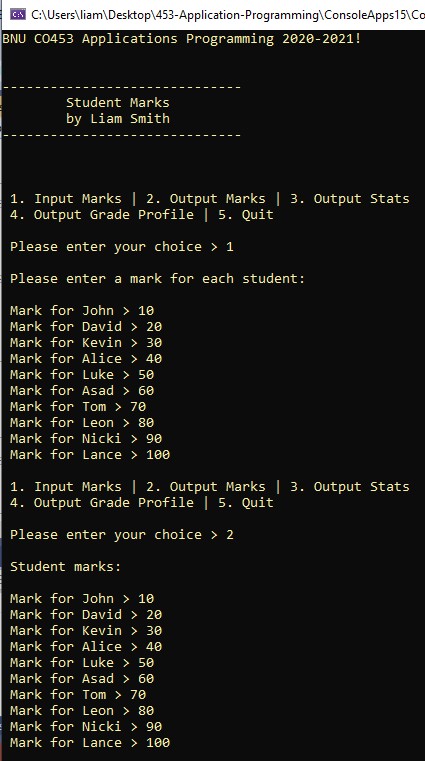 C:\Users\liam\Desktop\453-Application-Programming\ConsoleApps15\Co
BNU CO453 Applications Programming 2020-2021!
------------------------------
Student Marks
by Liam Smith
------------------------------
1. Input Marks | 2. Output Marks | 3. Output Stats
4. Output Grade Profile | 5. Quit
Please enter your choice > 1
Please enter a mark for each student:
Mark for John > 10
Mark for David > 20
Mark for Kevin > 30
Mark for Alice > 40
Mark for Luke > 50
Mark for Asad > 60
Mark for Tom > 70
Mark for Leon > 80
Mark for Nicki > 90
Mark for Lance > 100
1. Input Marks | 2. Output Marks | 3. Output Stats
4. Output Grade Profile | 5. Quit
Please enter your choice > 2
Student marks:
Mark for John > 10
Mark for David > 20
Mark for Kevin > 30
Mark for Alice > 40
Mark for Luke > 50
Mark for Asad > 60
Mark for Tom > 70
Mark for Leon > 80
Mark for Nicki > 90
Mark for Lance > 100